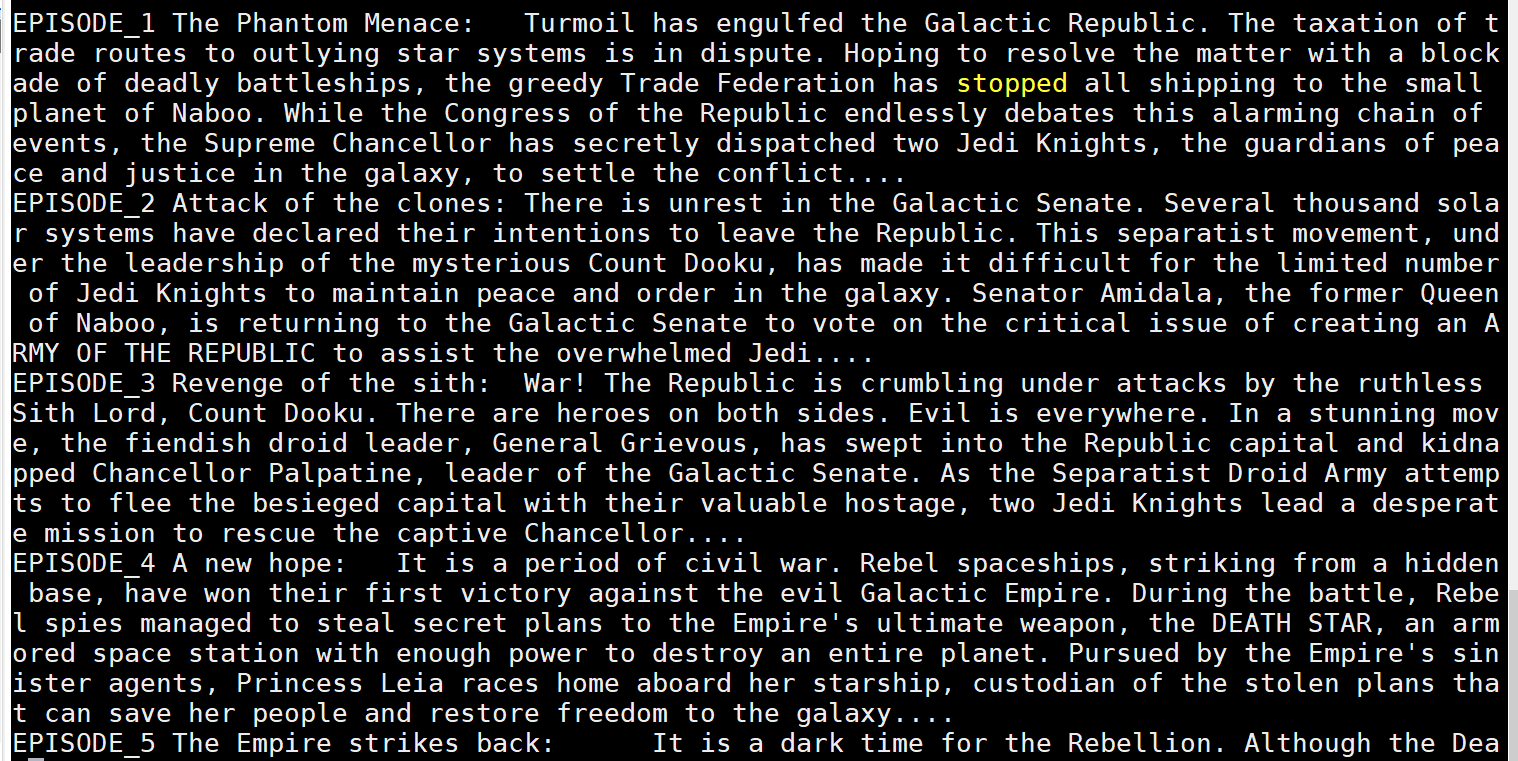 EPISODE_1 The Phantom Menace:   Turmoil has engulfed the Galactic Republic. The taxation of t
rade routes to outlying star systems is in dispute. Hoping to resolve the matter with a block
ade of deadly battleships, the greedy Trade Federation has stopped all shipping to the small
planet of Naboo. While the Congress of the Republic endlessly debates this alarming chain of
events, the Supreme Chancellor has secretly dispatched two Jedi Knights, the guardians of pea
ce and justice in the galaxy, to settle the conflict....
EPISODE_2 Attack of the clones: There is unrest in the Galactic Senate. Several thousand sola
r systems have declared their intentions to leave the Republic. This separatist movement, und
er the leadership of the mysterious Count Dooku, has made it difficult for the limited number
 of Jedi Knights to maintain peace and order in the galaxy. Senator Amidala, the former Queen
 of Naboo, is returning to the Galactic Senate to vote on the critical issue of creating an A
RMY OF THE REPUBLIC to assist the overwhelmed Jedi....
EPISODE_3 Revenge of the sith:  War! The Republic is crumbling under attacks by the ruthless
Sith Lord, Count Dooku. There are heroes on both sides. Evil is everywhere. In a stunning mov
e, the fiendish droid leader, General Grievous, has swept into the Republic capital and kidna
pped Chancellor Palpatine, leader of the Galactic Senate. As the Separatist Droid Army attemp
ts to flee the besieged capital with their valuable hostage, two Jedi Knights lead a desperat
e mission to rescue the captive Chancellor....
EPISODE_4 A new hope:   It is a period of civil war. Rebel spaceships, striking from a hidden
 base, have won their first victory against the evil Galactic Empire. During the battle, Rebe
l spies managed to steal secret plans to the Empire's ultimate weapon, the DEATH STAR, an arm
ored space station with enough power to destroy an entire planet. Pursued by the Empire's sin
ister agents, Princess Leia races home aboard her starship, custodian of the stolen plans tha
t can save her people and restore freedom to the galaxy....
EPISODE_5 The Empire strikes back:      It is a dark time for the Rebellion. Although the Dea